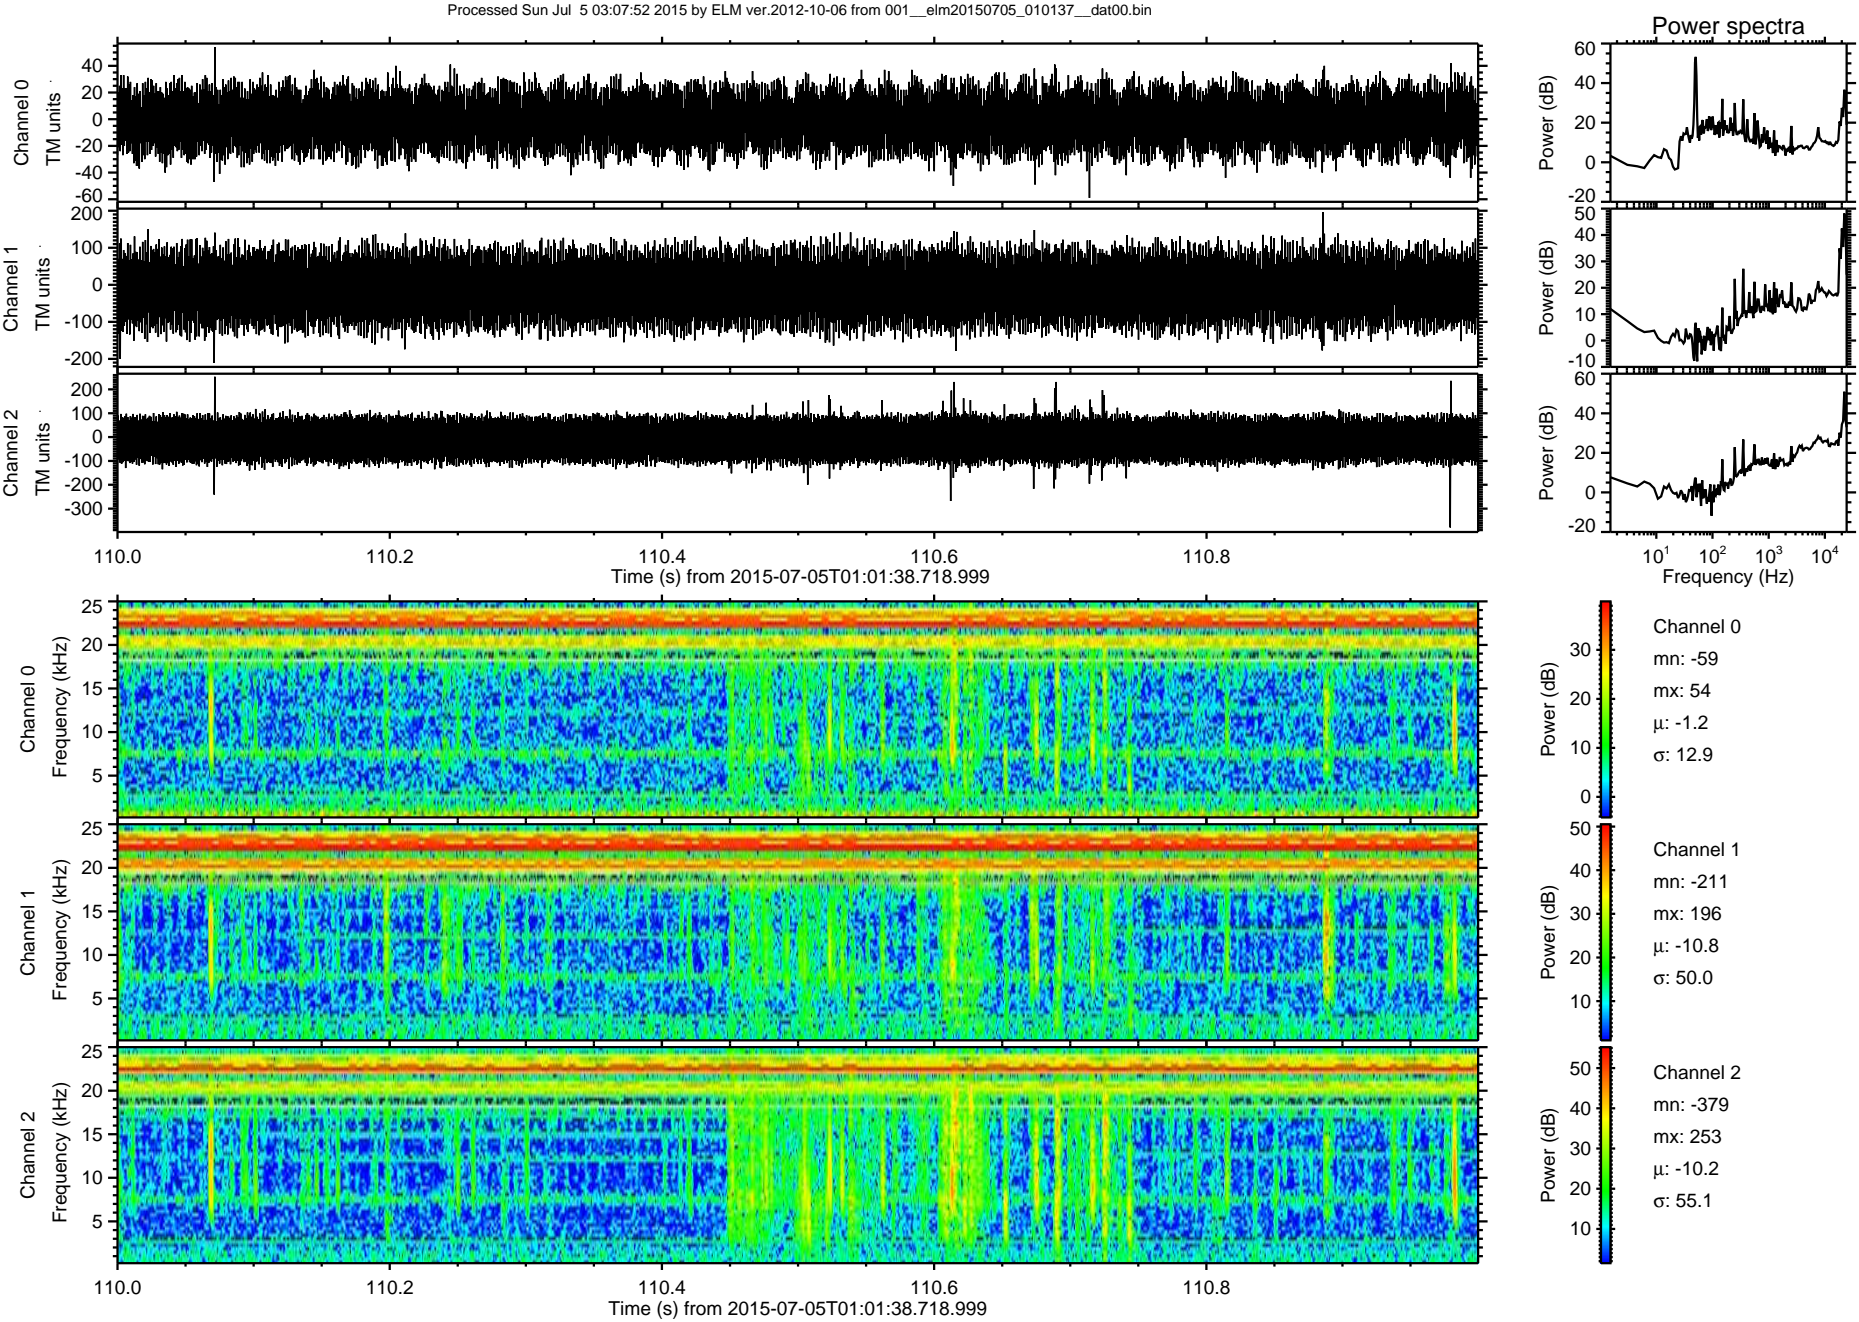 Processed Sun Jul  5 03:07:52 2015 by ELM ver.2012-10-06 from 001__elm20150705_010137__dat00.bin
Power spectra
Channel 0
TM units
40
20
0
-20
-40
-60
Power (dB)
60
40
20
0
-20
Channel 1
TM units
200
100
0
-100
-200
Power (dB)
50
40
30
20
10
0
-10
Channel 2
TM units
200
100
0
-100
-200
-300
Power (dB)
60
40
20
0
-20
110.0 110.2 110.4 110.6 110.8
Time (s) from 2015-07-05T01:01:38.718.999
10^1 10^2 10^3 10^4
Frequency (Hz)
Channel 0
Frequency (kHz)
25
20
15
10
5
Power (dB)
30
20
10
0
Channel 0
mn: -59
mx: 54
μ: -1.2
σ: 12.9
Channel 1
Frequency (kHz)
25
20
15
10
5
Power (dB)
50
40
30
20
10
Channel 1
mn: -211
mx: 196
μ: -10.8
σ: 50.0
Channel 2
Frequency (kHz)
25
20
15
10
5
Power (dB)
50
40
30
20
10
Channel 2
mn: -379
mx: 253
μ: -10.2
σ: 55.1
110.0 110.2 110.4 110.6 110.8
Time (s) from 2015-07-05T01:01:38.718.999